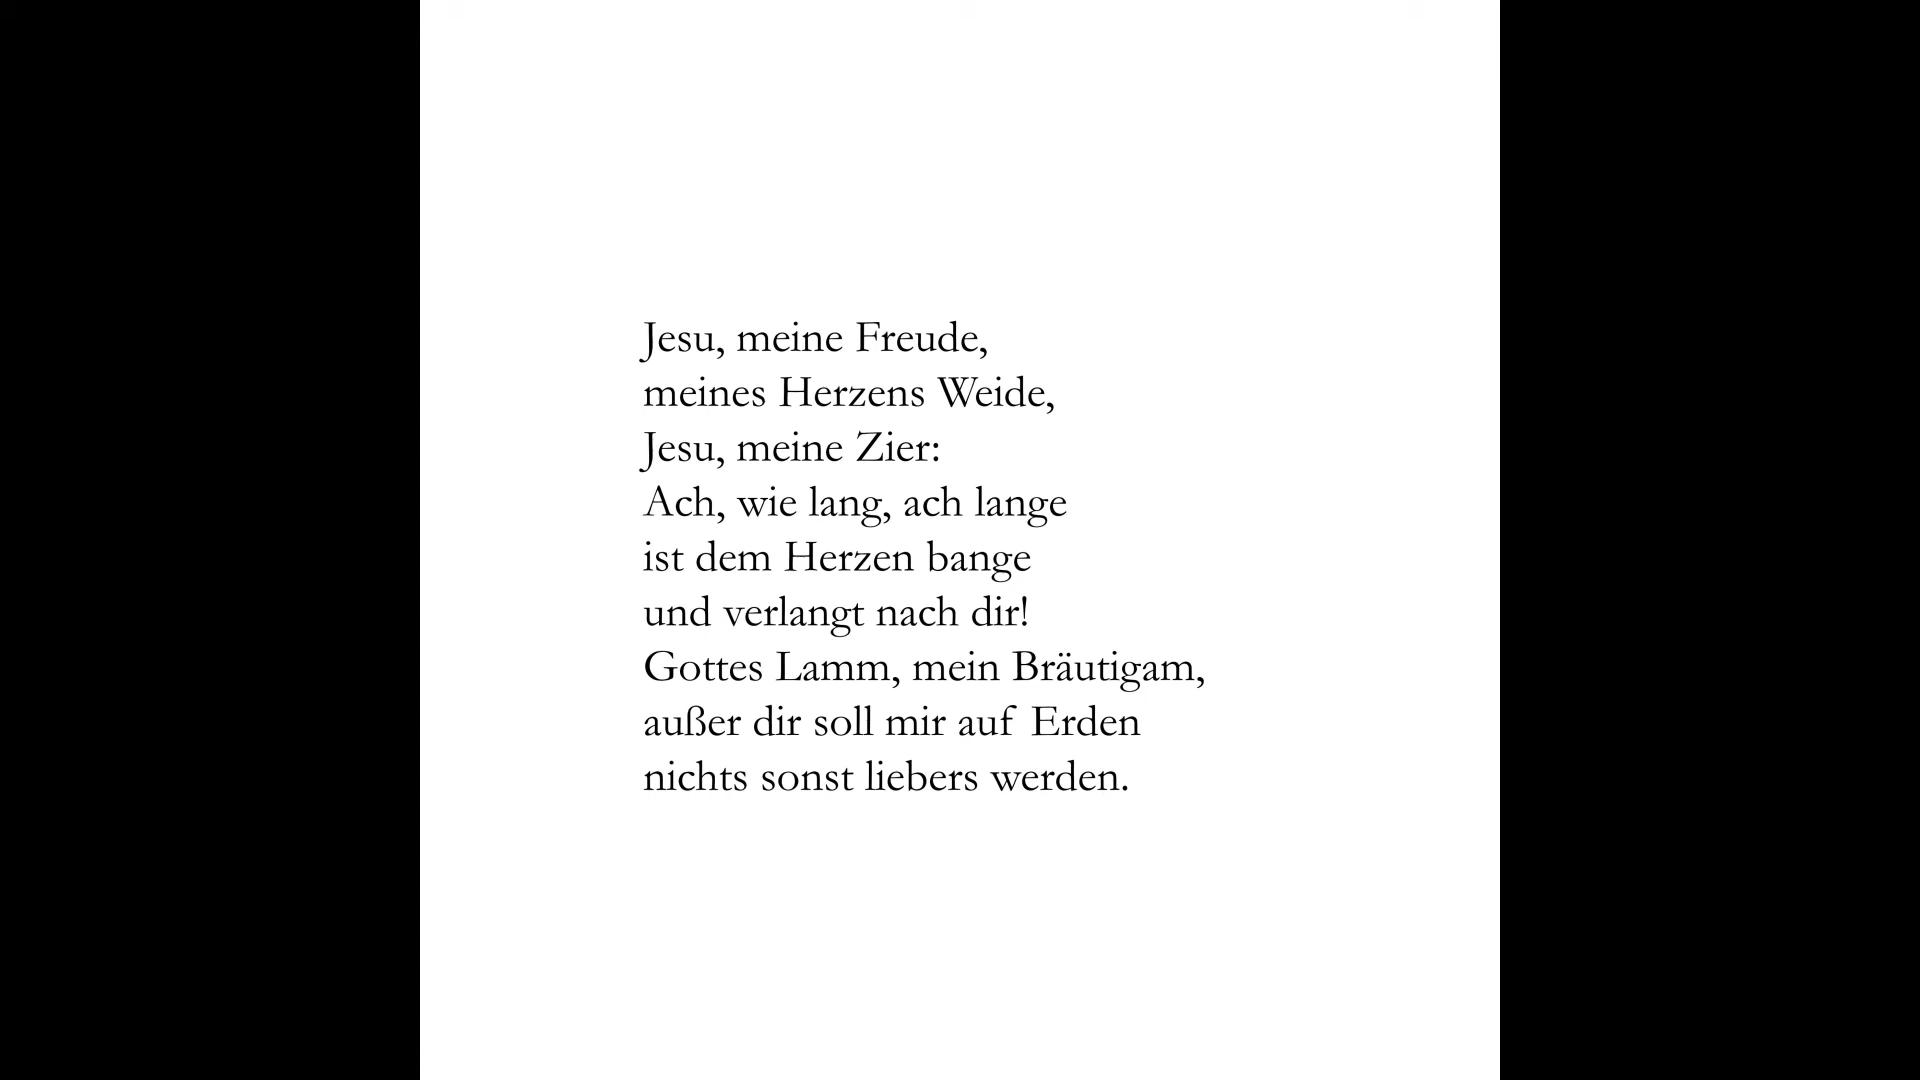 Jesu, meine Freude,
meines Herzens Weide,
Jesu, meine Zier:
Ach, wie lang, ach lange
ist dem Herzen bange
und verlangt nach dir!
Gottes Lamm, mein Bräutigam,
außer dir soll mir auf Erden
nichts sonst liebers werden.